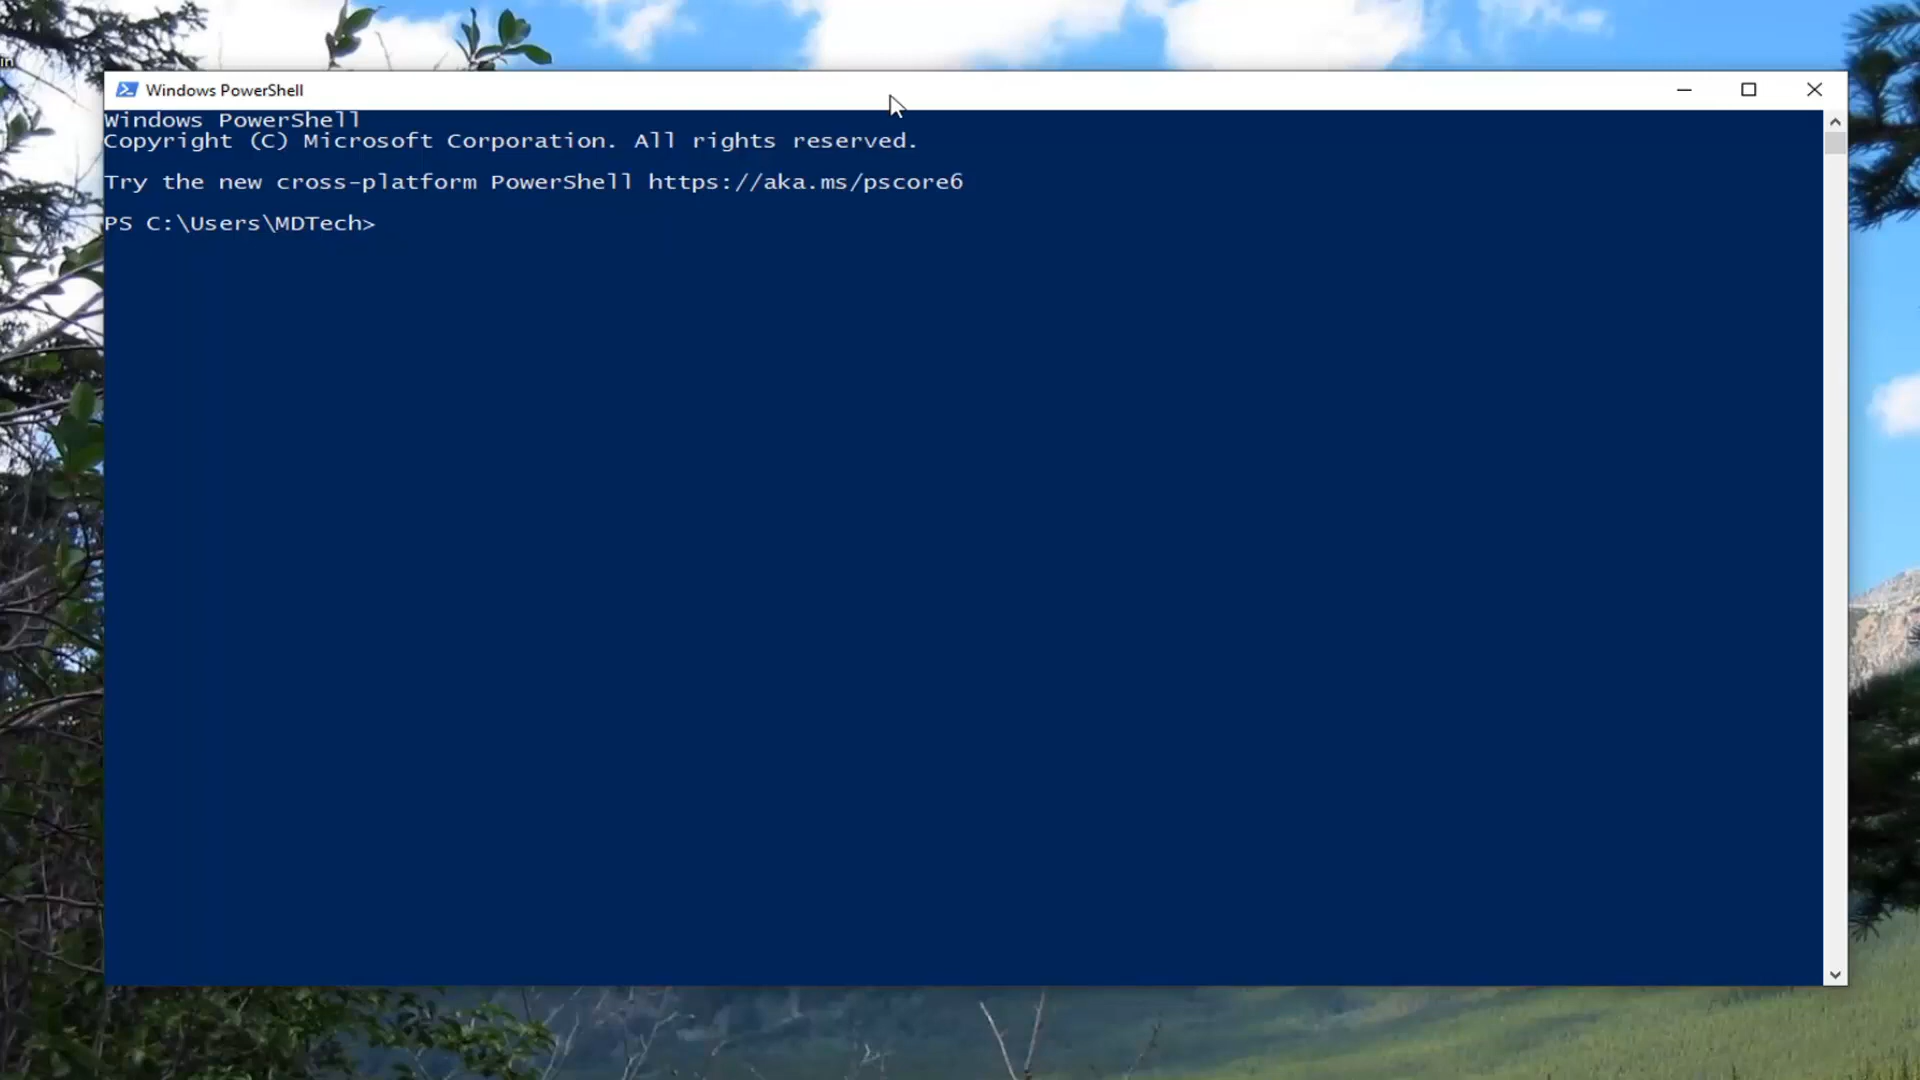 in
Windows PowerShell
Windows PowerShell
Copyright (C) Microsoft Corporation. All rights reserved.
Try the new cross-platform PowerShell https://aka.ms/pscore6
PS C:\Users\MDTech>